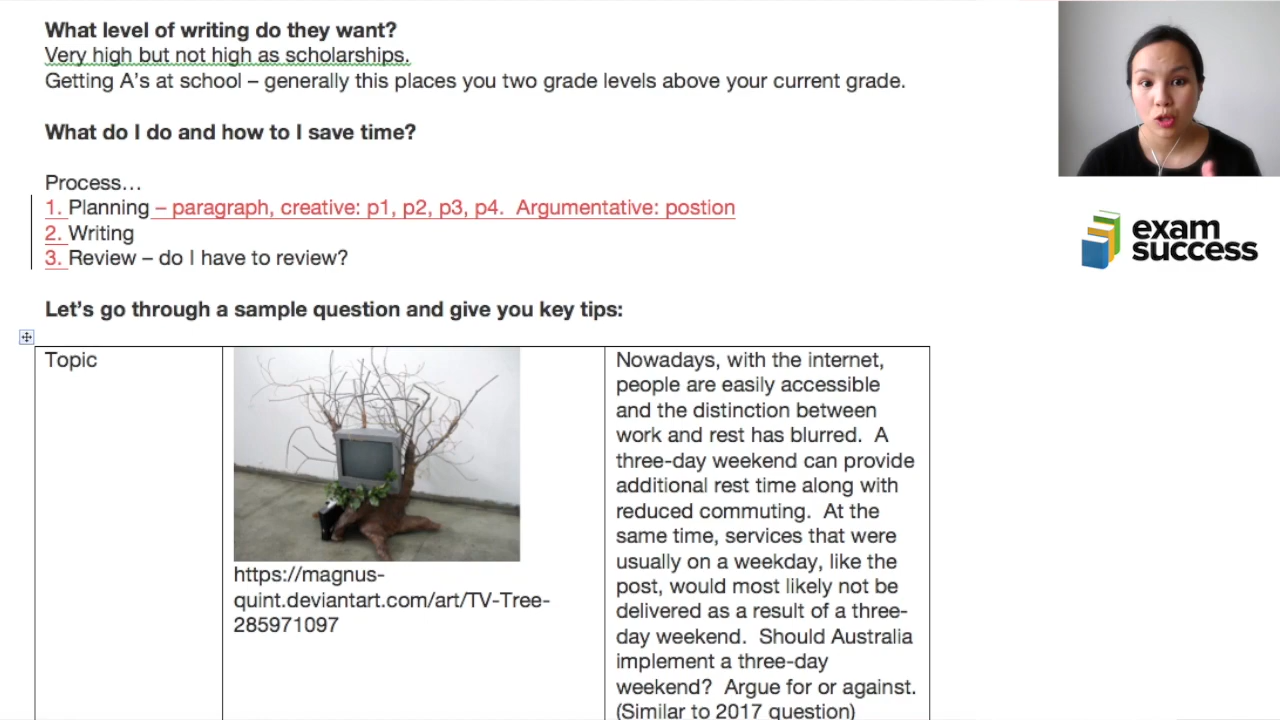 What level of writing do they want?
Very high but not high as scholarships.
Getting A's at school – generally this places you two grade levels above your current grade.
What do I do and how to I save time?
Process…
1. Planning – paragraph, creative: p1, p2, p3, p4.  Argumentative: postion
2. Writing
3. Review – do I have to review?
Let's go through a sample question and give you key tips:
Topic
https://magnus-
quint.deviantart.com/art/TV-Tree-
285971097
Nowadays, with the internet,
people are easily accessible
and the distinction between
work and rest has blurred.  A
three-day weekend can provide
additional rest time along with
reduced commuting.  At the
same time, services that were
usually on a weekday, like the
post, would most likely not be
delivered as a result of a three-
day weekend.  Should Australia
implement a three-day
weekend?  Argue for or against.
(Similar to 2017 question)
exam
success